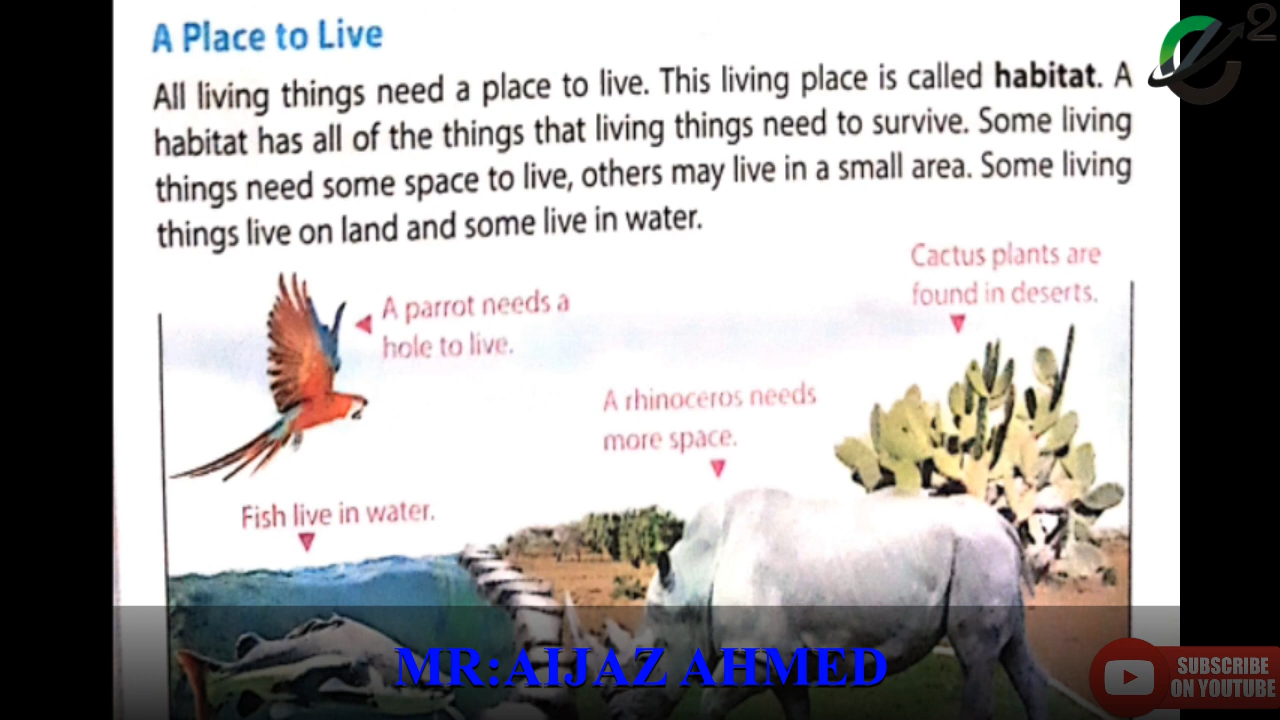 A Place to Live
All living things need a place to live. This living place is called habitat. A
habitat has all of the things that living things need to survive. Some living
things need some space to live, others may live in a small area. Some living
things live on land and some live in water.
Cactus plants are
found in deserts.
A parrot needs a
hole to live.
A rhinoceros needs
more space.
Fish live in water.
MR:AIJAZ AHMED
SUBSCRIBE
ON YOUTUBE
e2